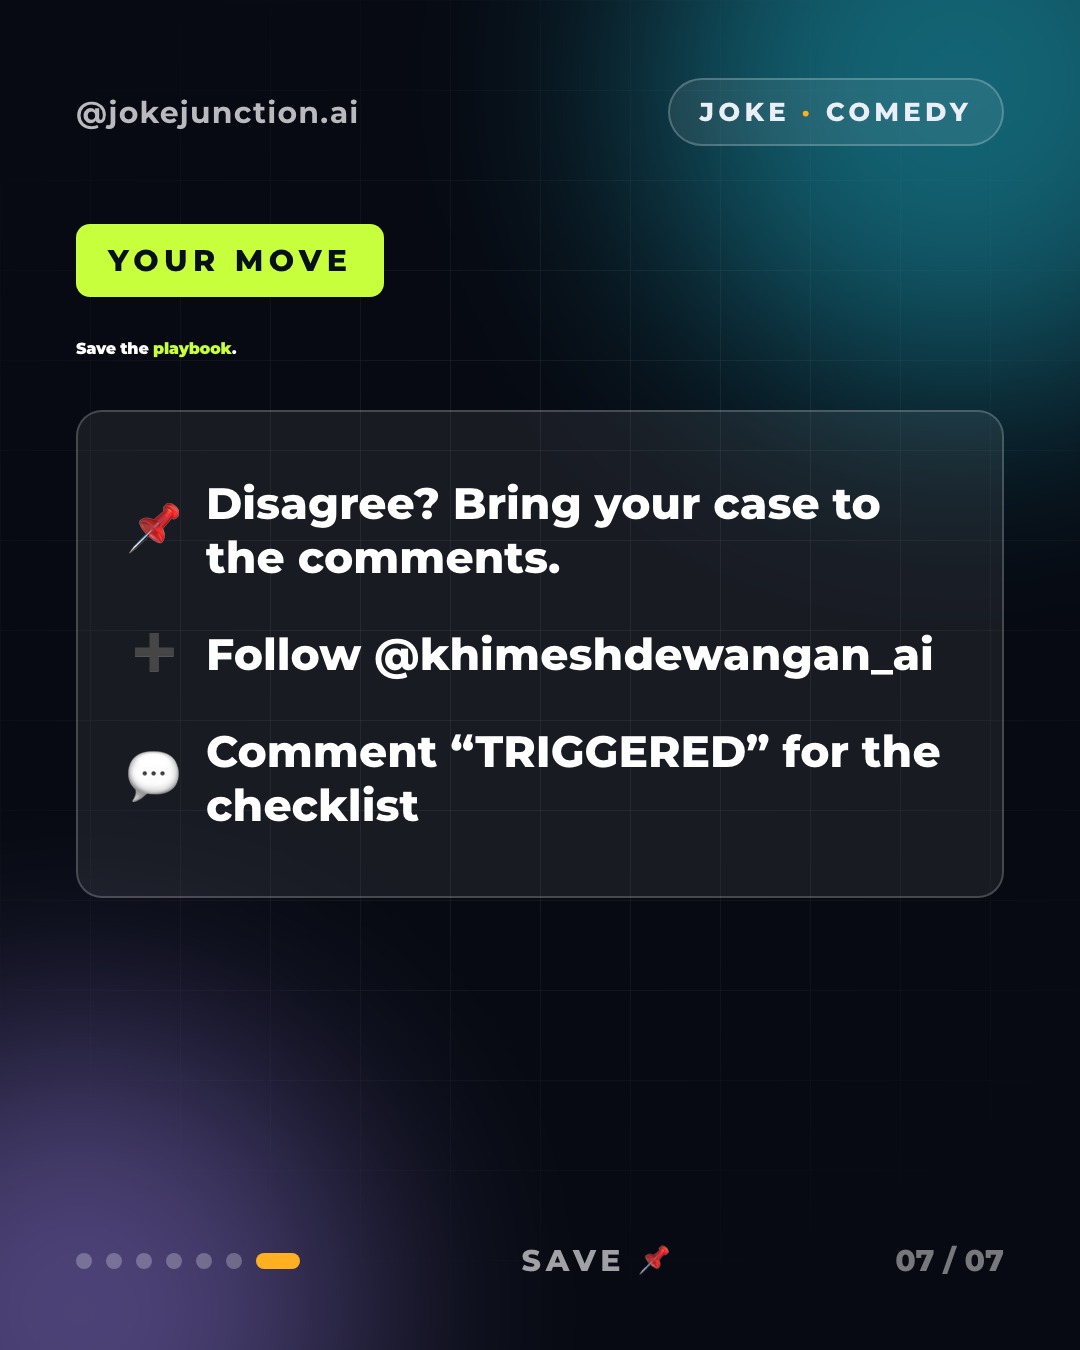 @jokejunction.ai
JOKE • COMEDY
YOUR MOVE
Save the playbook.
📌 Disagree? Bring your case to
the comments.
➕ Follow @khimeshdewangan_ai
💬 Comment “TRIGGERED” for the
checklist
SAVE 📌
07 / 07